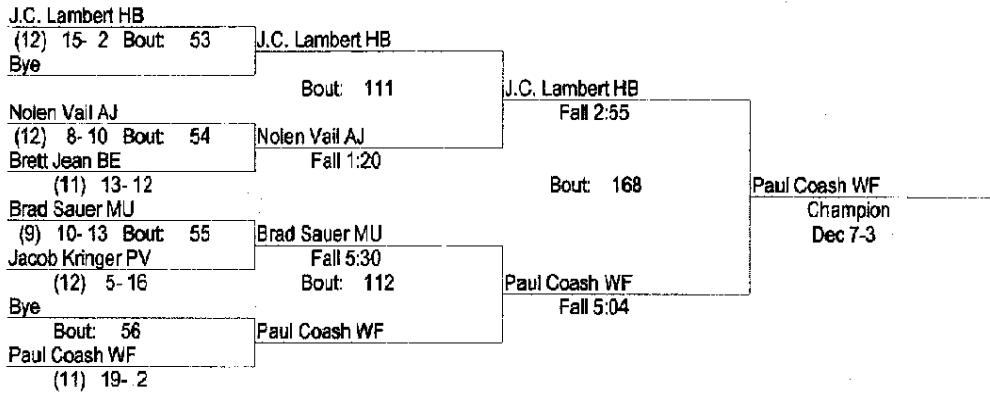 J.C. Lambert HB
(12) 15- 2 Bout: 53
J.C. Lambert HB
Bye
Bout: 111
J.C. Lambert HB
Fall 2:55
Nolen Vail AJ
(12) 8- 10 Bout: 54
Nolen Vail AJ
Brett Jean BE
Fall 1:20
(11) 13- 12
Bout: 168
Paul Coash WF
Champion
Dec 7-3
Brad Sauer MU
(9) 10- 13 Bout: 55
Brad Sauer MU
Jacob Kringer PV
Fall 5:30
(12) 5- 16
Bout: 112
Paul Coash WF
Fall 5:04
Bye
Bout: 56
Paul Coash WF
Paul Coash WF
(11) 19- 2